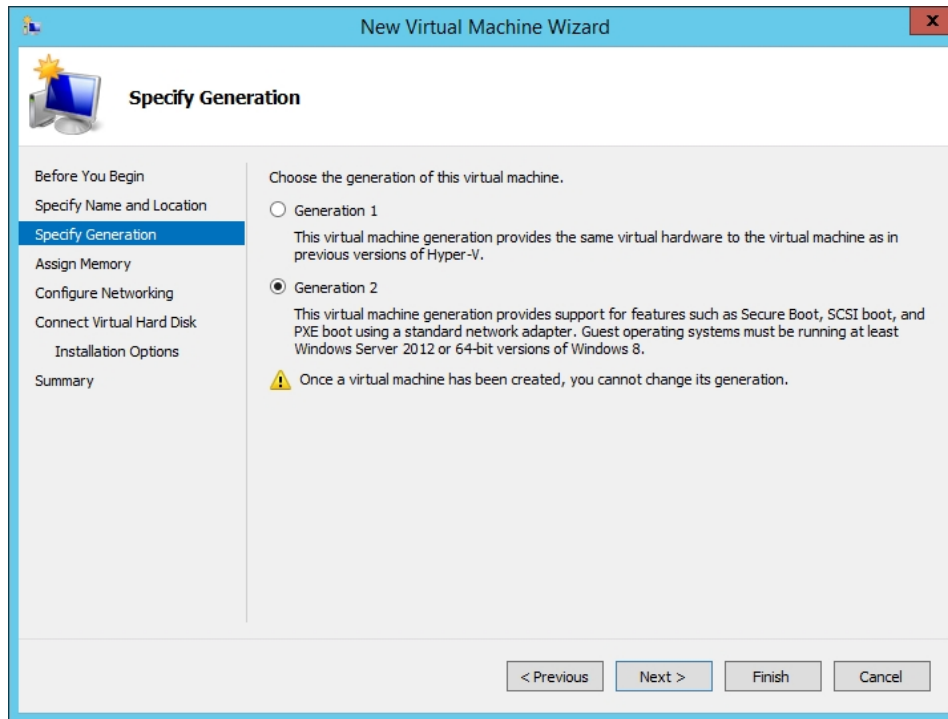 New Virtual Machine Wizard
x
Specify Generation
Before You Begin
Specify Name and Location
Specify Generation
Assign Memory
Configure Networking
Connect Virtual Hard Disk
Installation Options
Summary
Choose the generation of this virtual machine.
Generation 1
This virtual machine generation provides the same virtual hardware to the virtual machine as in
previous versions of Hyper-V.
Generation 2
This virtual machine generation provides support for features such as Secure Boot, SCSI boot, and
PXE boot using a standard network adapter. Guest operating systems must be running at least
Windows Server 2012 or 64-bit versions of Windows 8.
Once a virtual machine has been created, you cannot change its generation.
< Previous
Next >
Finish
Cancel